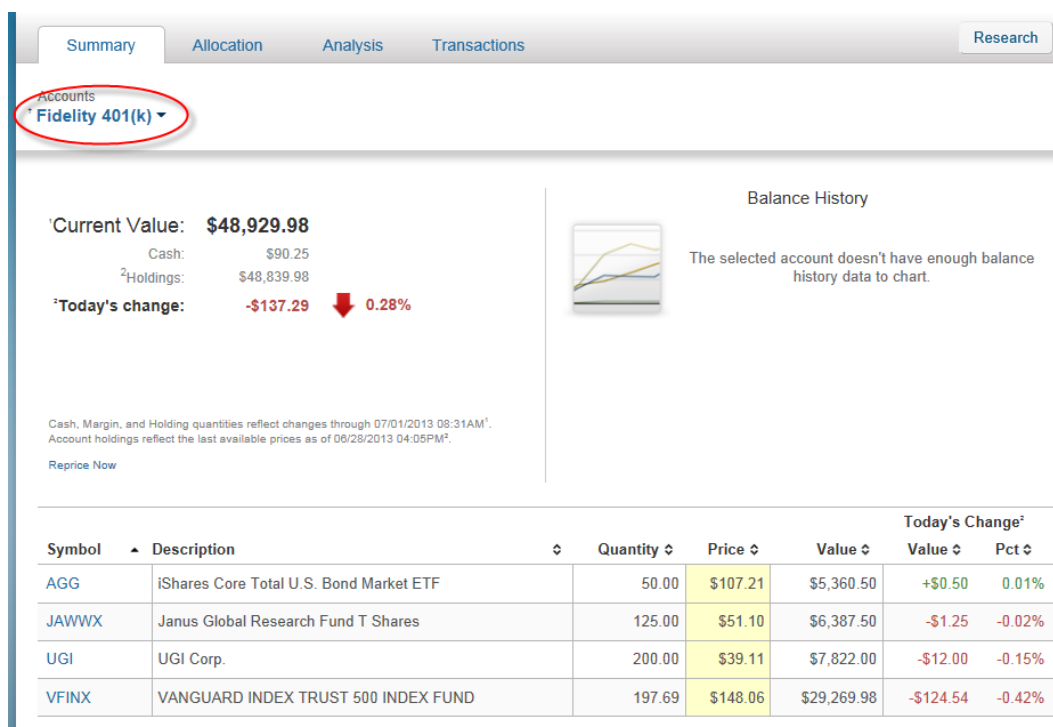 Summary Allocation Analysis Transactions Research
Accounts
Fidelity 401(k)
¹Current Value: $48,929.98
Cash: $90.25
²Holdings: $48,839.98
²Today's change: -$137.29 0.28%
Cash, Margin, and Holding quantities reflect changes through 07/01/2013 08:31AM¹.
Account holdings reflect the last available prices as of 06/28/2013 04:05PM².
Reprice Now
Balance History
The selected account doesn't have enough balance
history data to chart.
Today's Change²
Symbol Description Quantity Price Value Value Pct
AGG iShares Core Total U.S. Bond Market ETF 50.00 $107.21 $5,360.50 +$0.50 0.01%
JAWWX Janus Global Research Fund T Shares 125.00 $51.10 $6,387.50 -$1.25 -0.02%
UGI UGI Corp. 200.00 $39.11 $7,822.00 -$12.00 -0.15%
VFINX VANGUARD INDEX TRUST 500 INDEX FUND 197.69 $148.06 $29,269.98 -$124.54 -0.42%